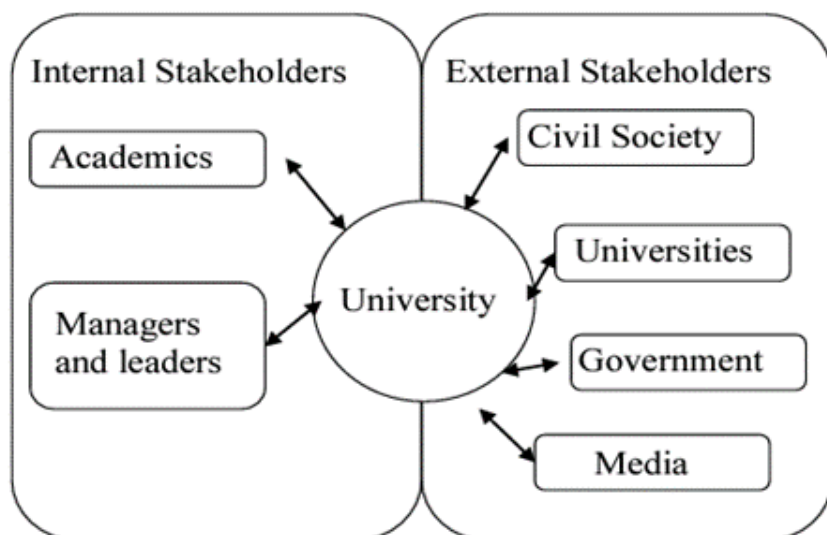 Internal Stakeholders
Academics
Managers
and leaders
University
External Stakeholders
Civil Society
Universities
Government
Media